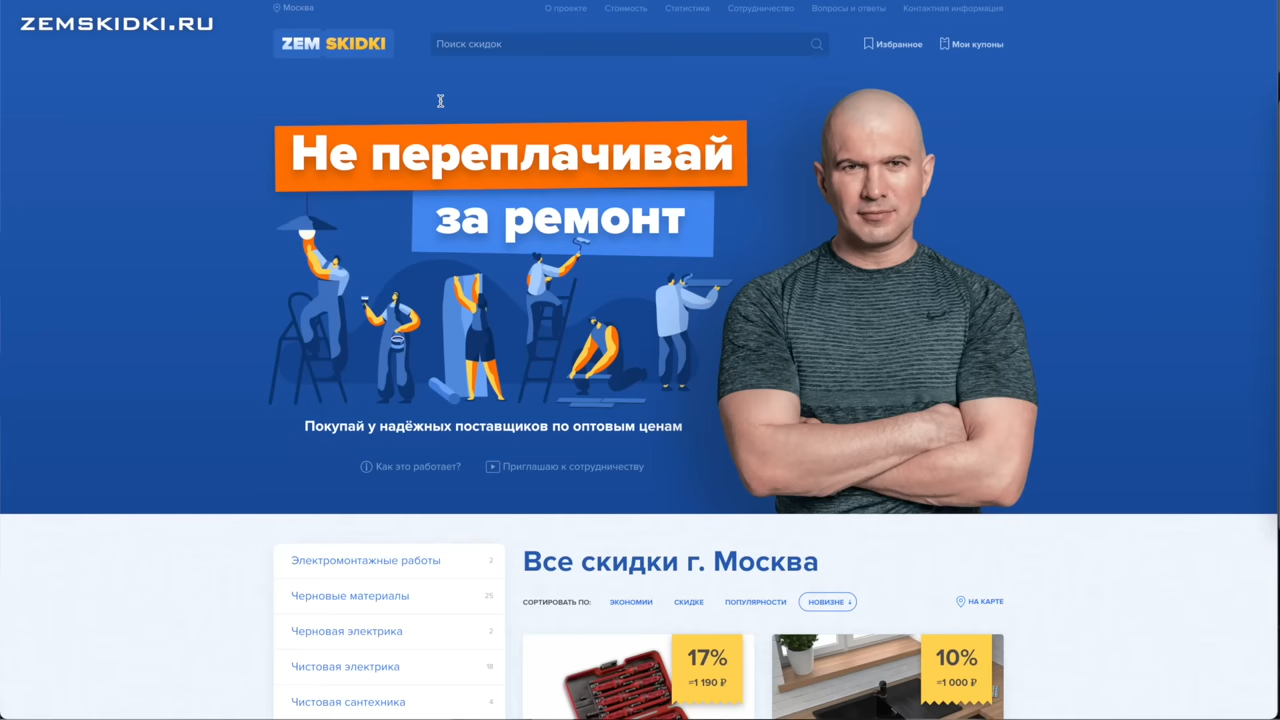 ZEMSKIDKI.RU
Москва
О проекте Стоимость Статистика Сотрудничество Вопросы и ответы Контактная информация
ZEM SKIDKI
Поиск скидок
Избранное
Мои купоны
Не переплачивай
за ремонт
Покупай у надёжных поставщиков по оптовым ценам
Как это работает?
Приглашаю к сотрудничеству
Электромонтажные работы 2
Черновые материалы 25
Черновая электрика 2
Чистовая электрика 18
Чистовая сантехника 4
Все скидки г. Москва
СОРТИРОВАТЬ ПО: ЭКОНОМИИ СКИДКЕ ПОПУЛЯРНОСТИ НОВИЗНЕ ↓
НА КАРТЕ
17%
≈1 190 ₽
10%
≈1 000 ₽